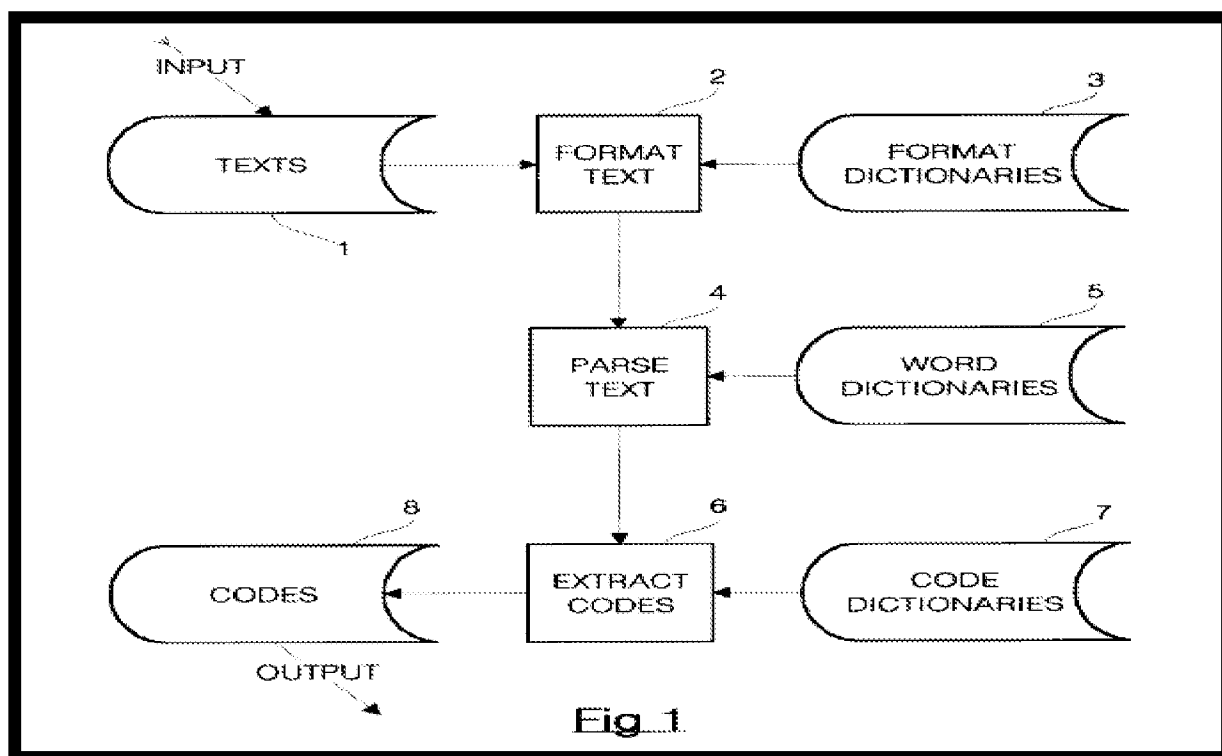 INPUT
2
3
TEXTS
FORMAT
TEXT
FORMAT
DICTIONARIES
1
4
5
PARSE
TEXT
WORD
DICTIONARIES
8
6
7
CODES
EXTRACT
CODES
CODE
DICTIONARIES
OUTPUT
Fig 1